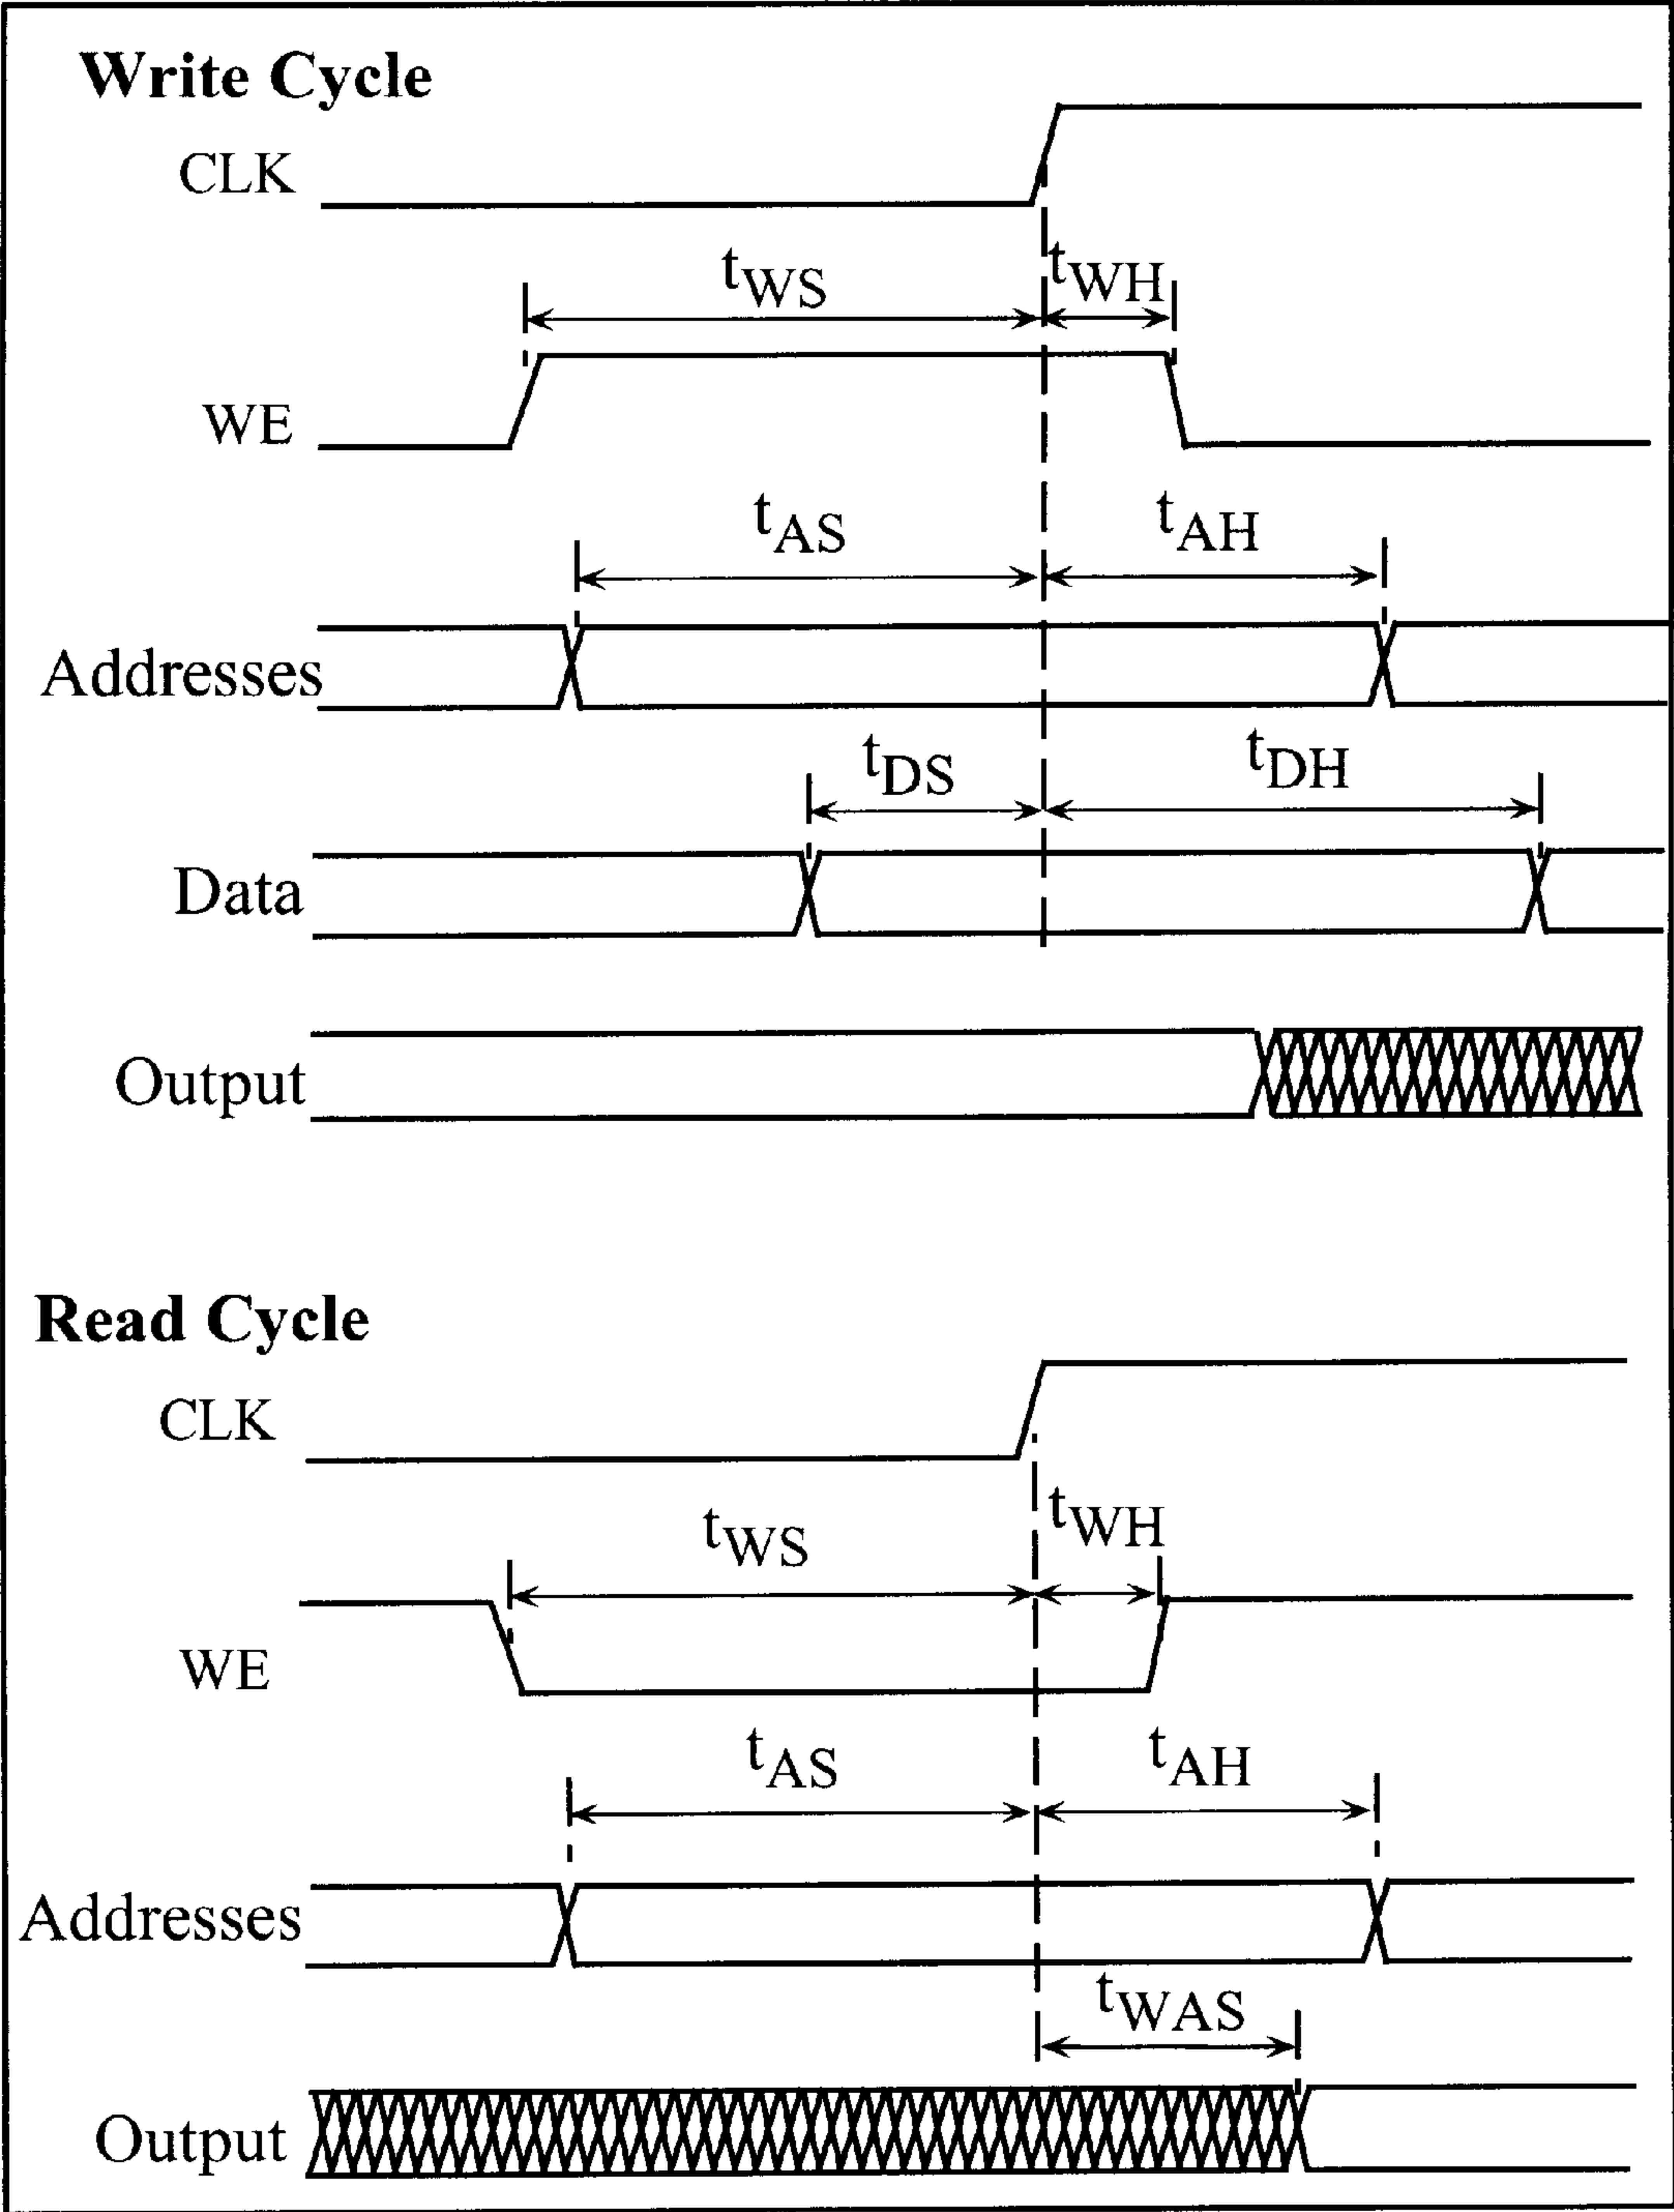 Write Cycle
CLK
tWS
tWH
WE
tAS
tAH
Addresses
tDS
tDH
Data
Output
Read Cycle
CLK
tWS
tWH
WE
tAS
tAH
Addresses
tWAS
Output